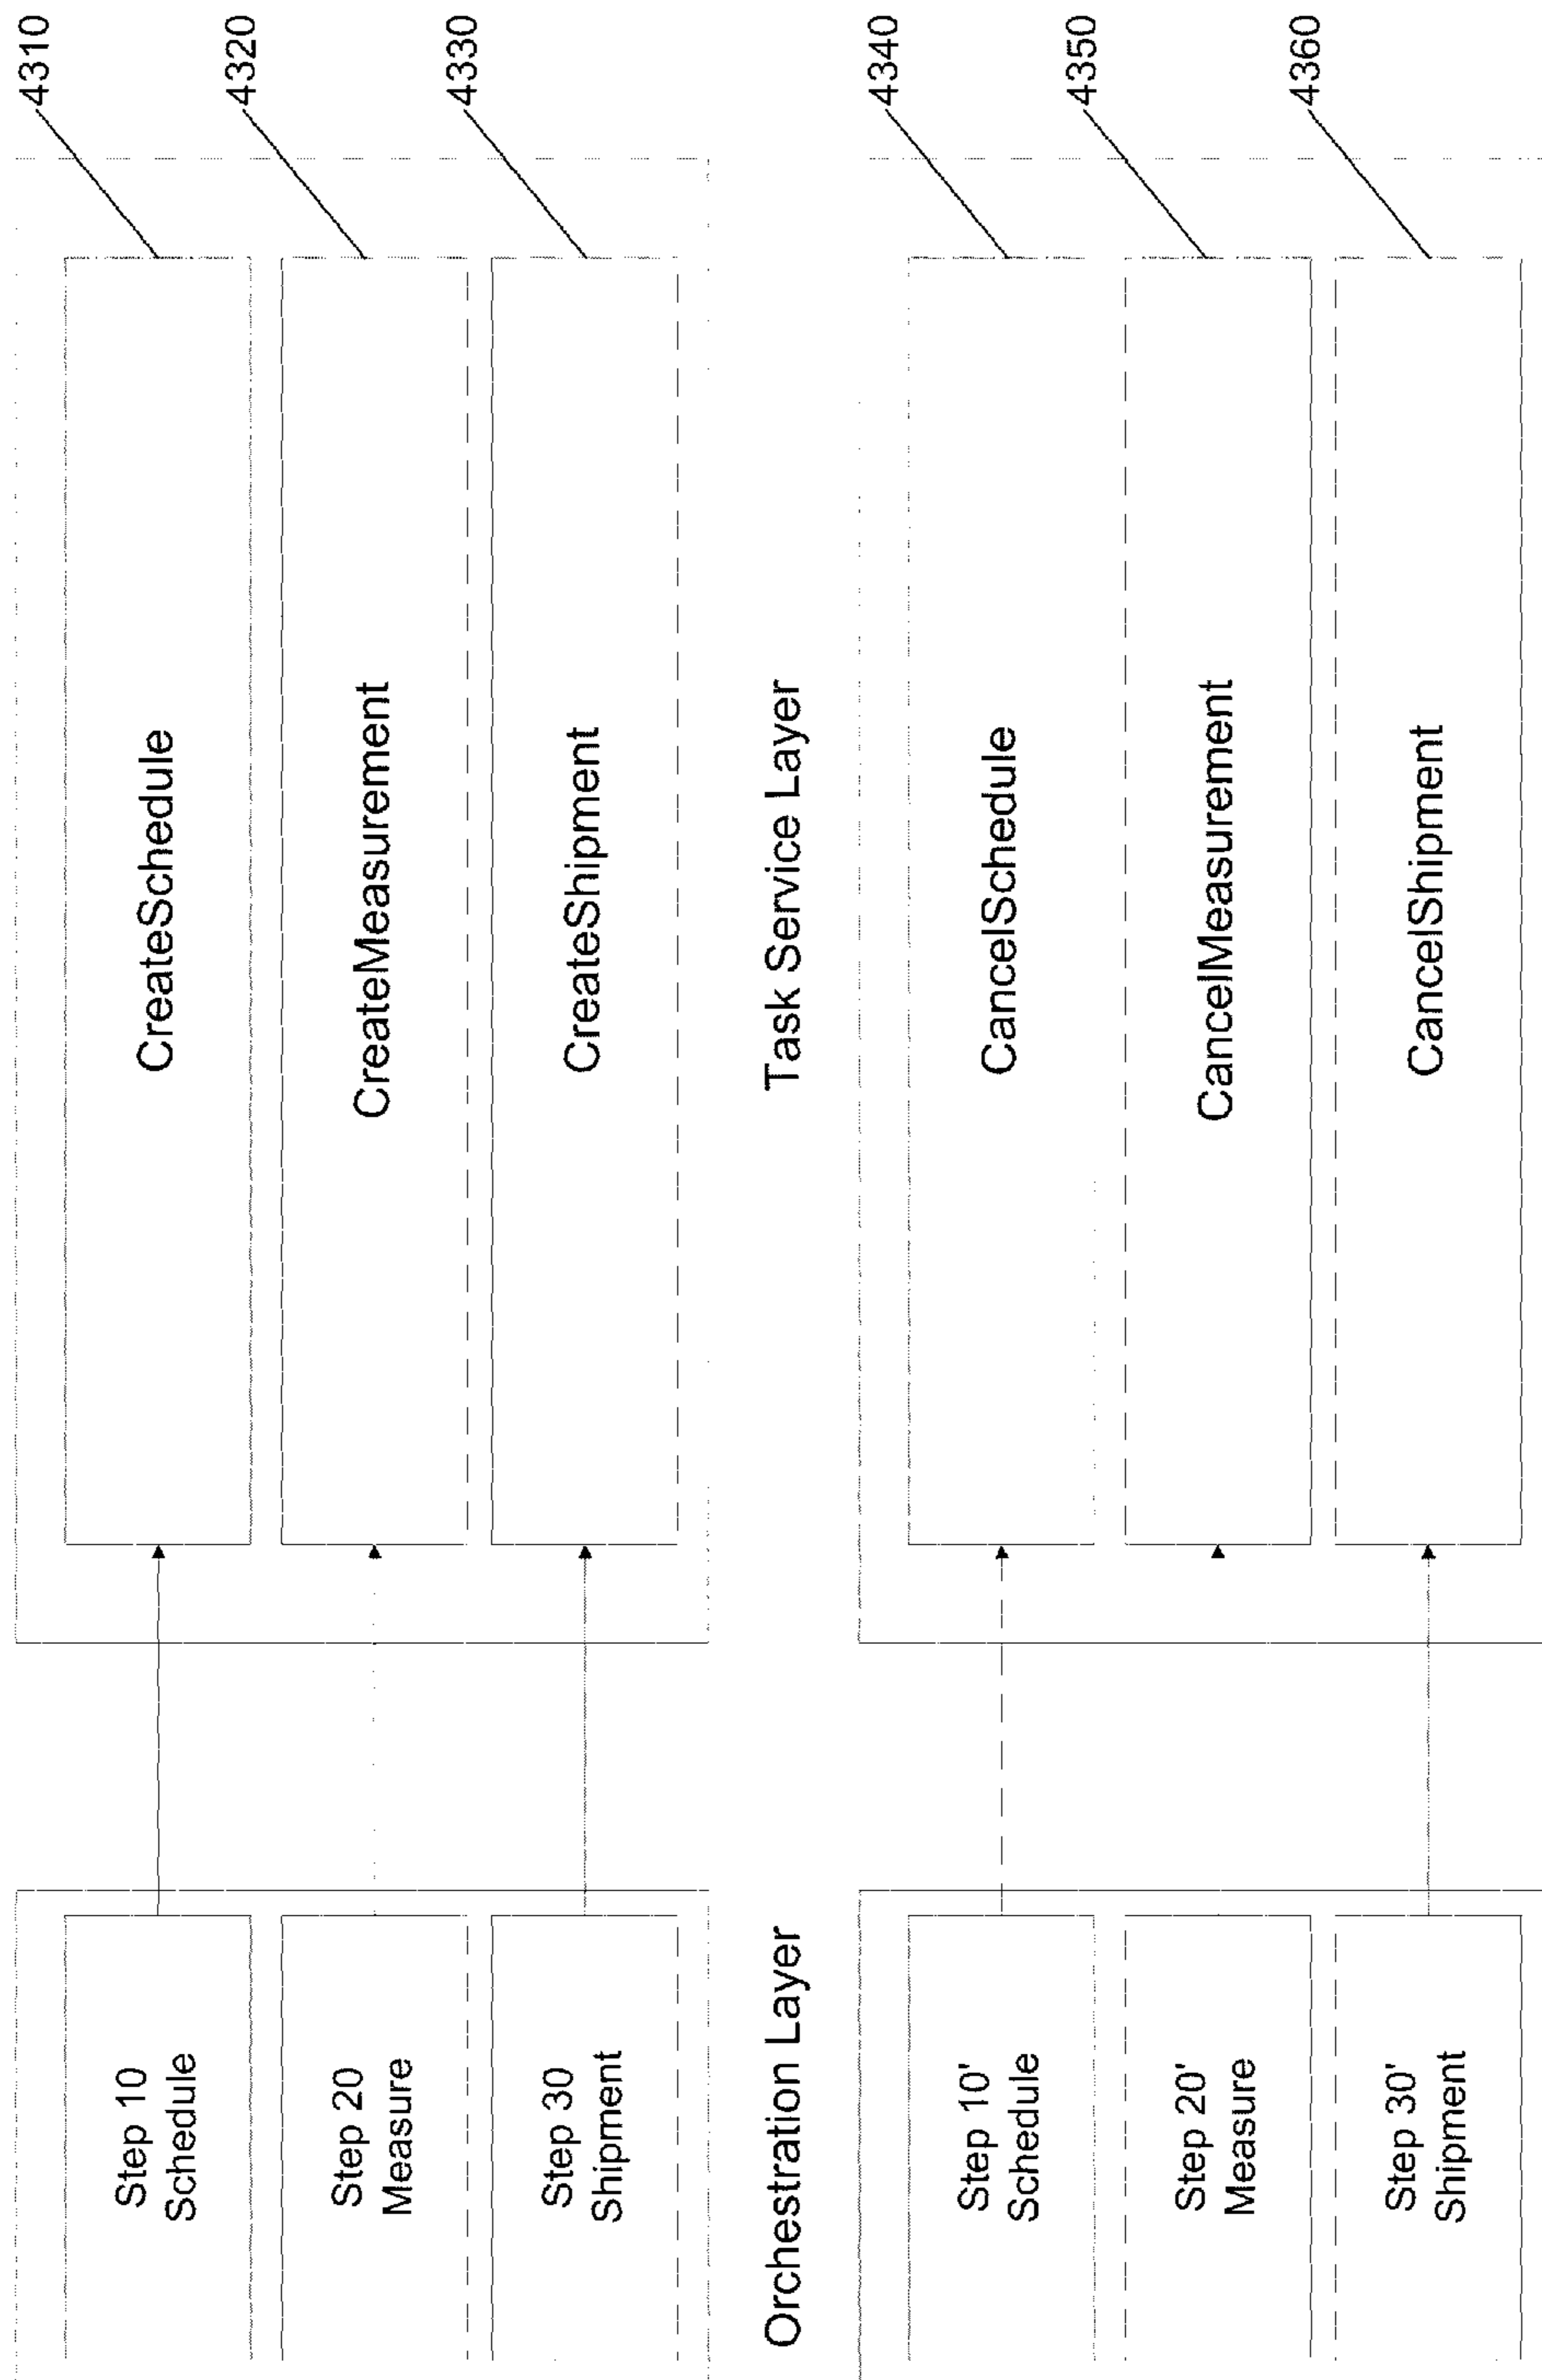 Step 10
Schedule
CreateSchedule
4310
Step 20
Measure
CreateMeasurement
4320
Step 30
Shipment
CreateShipment
4330
Orchestration Layer
Task Service Layer
Step 10'
Schedule
CancelSchedule
4340
Step 20'
Measure
CancelMeasurement
4350
Step 30'
Shipment
CancelShipment
4360